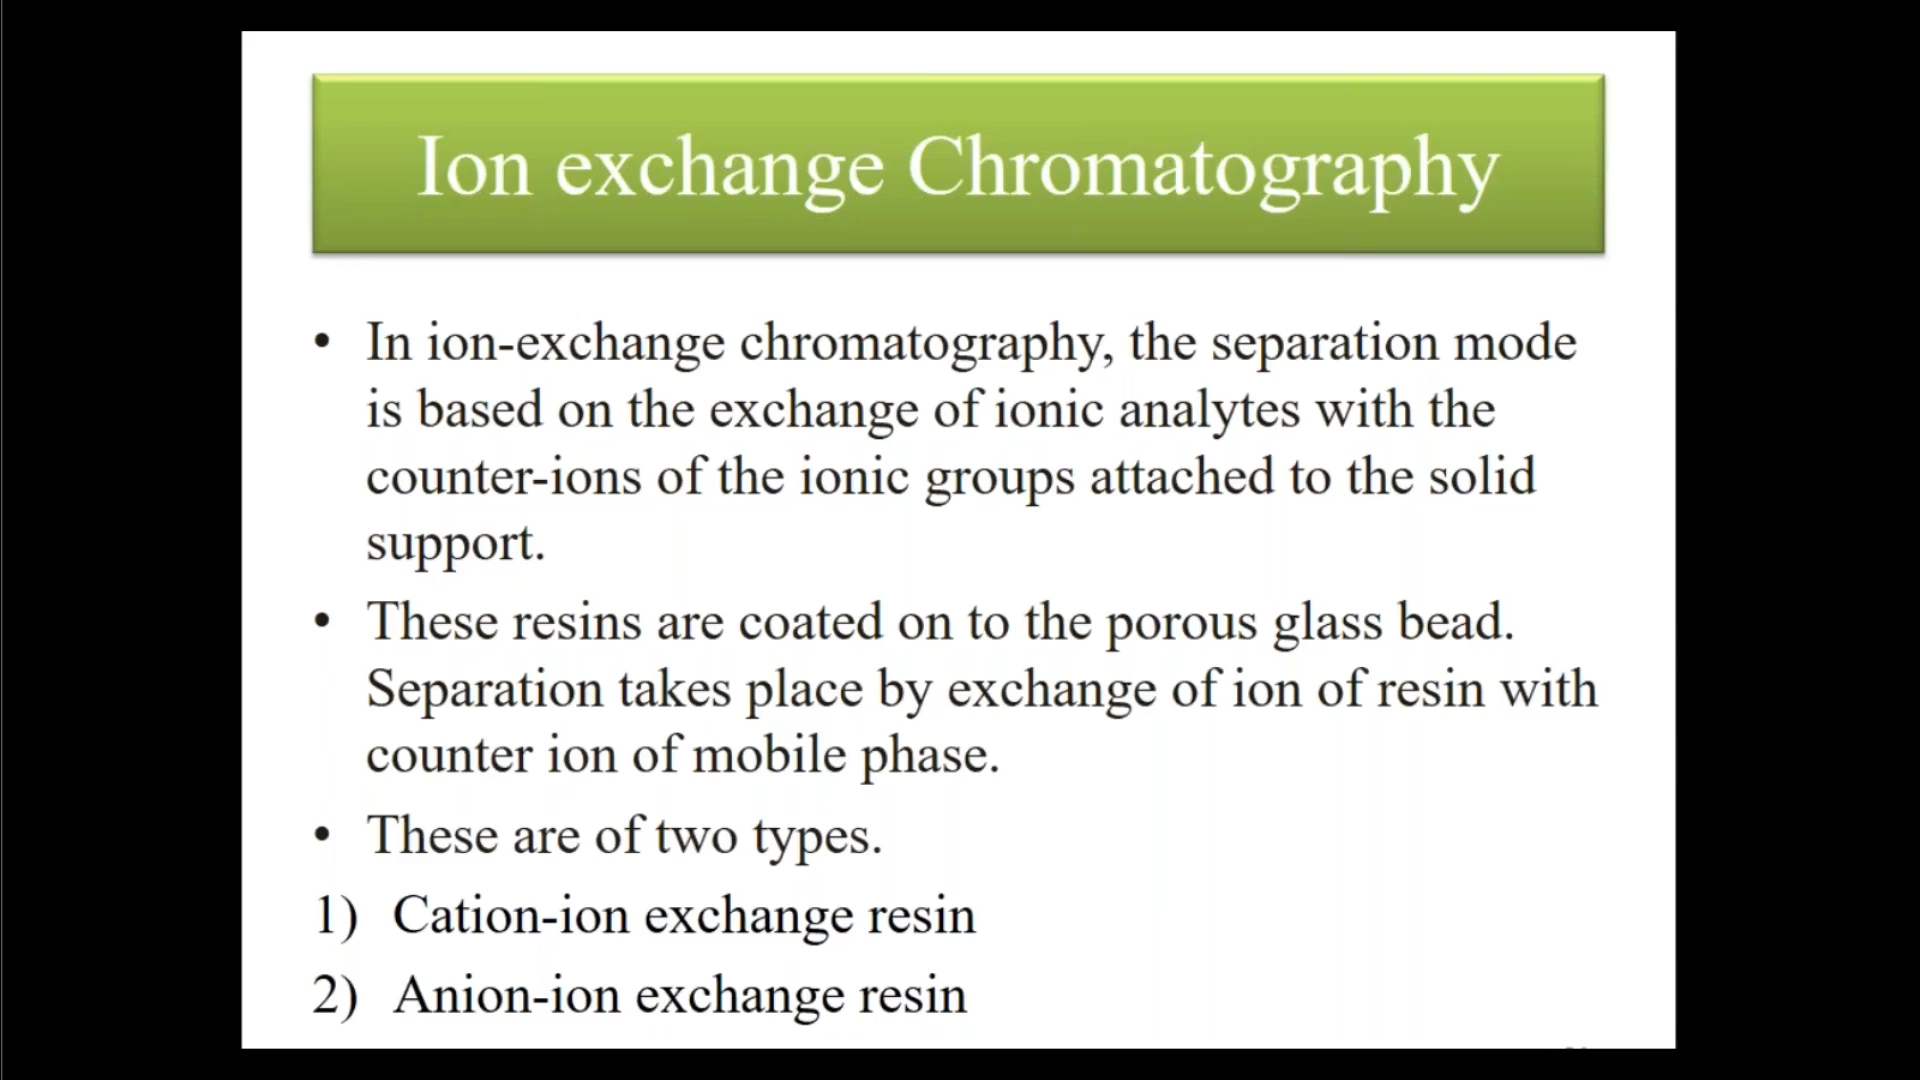 Ion exchange Chromatography
• In ion-exchange chromatography, the separation mode
is based on the exchange of ionic analytes with the
counter-ions of the ionic groups attached to the solid
support.
• These resins are coated on to the porous glass bead.
Separation takes place by exchange of ion of resin with
counter ion of mobile phase.
• These are of two types.
1) Cation-ion exchange resin
2) Anion-ion exchange resin